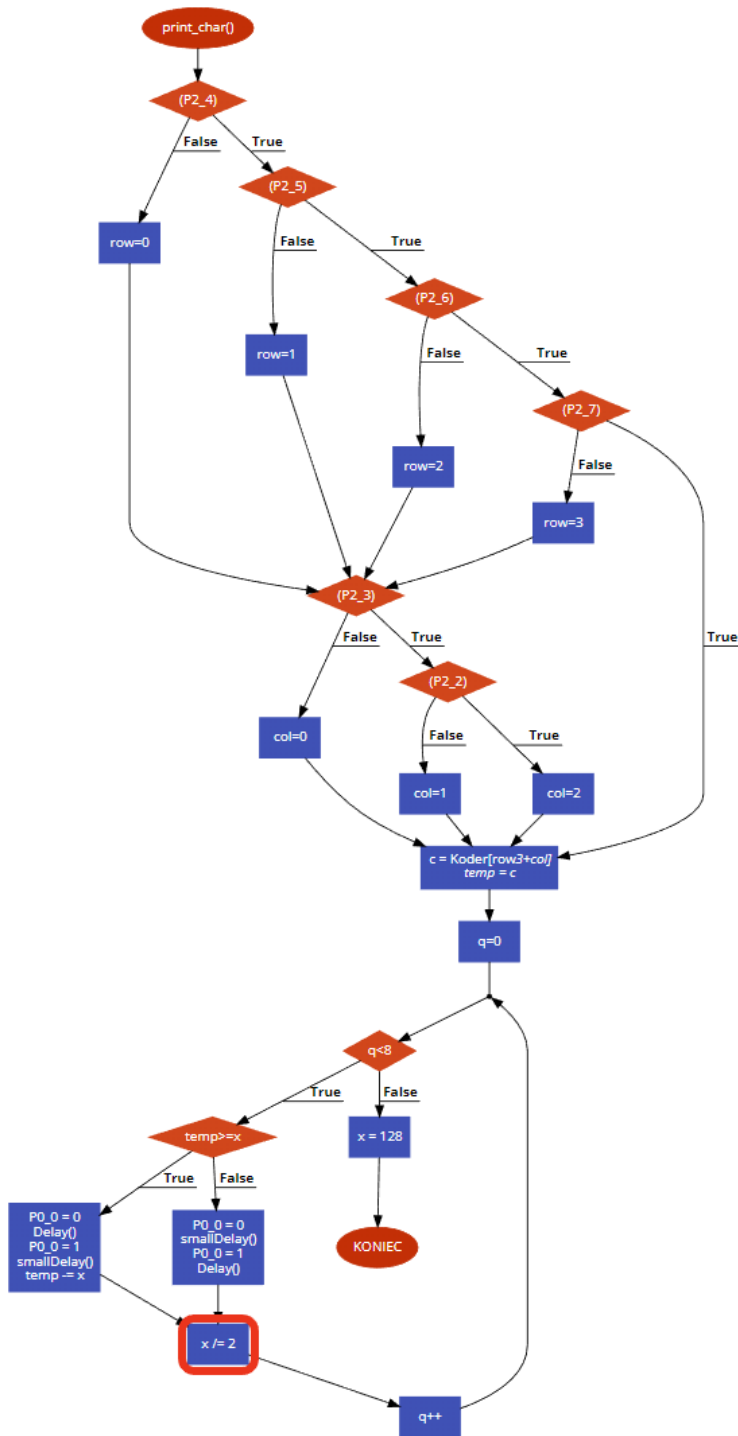 print_char()
(P2_4)
False
True
(P2_5)
row=0
False
True
(P2_6)
row=1
False
True
(P2_7)
row=2
False
row=3
(P2_3)
False
True
True
(P2_2)
col=0
False
True
col=1
col=2
c = Koder[row3+col]
temp = c
q=0
q<8
True
False
temp>=x
x = 128
True
False
P0_0 = 0
Delay()
P0_0 = 1
smallDelay()
temp -= x
P0_0 = 0
smallDelay()
P0_0 = 1
Delay()
KONIEC
x /= 2
q++